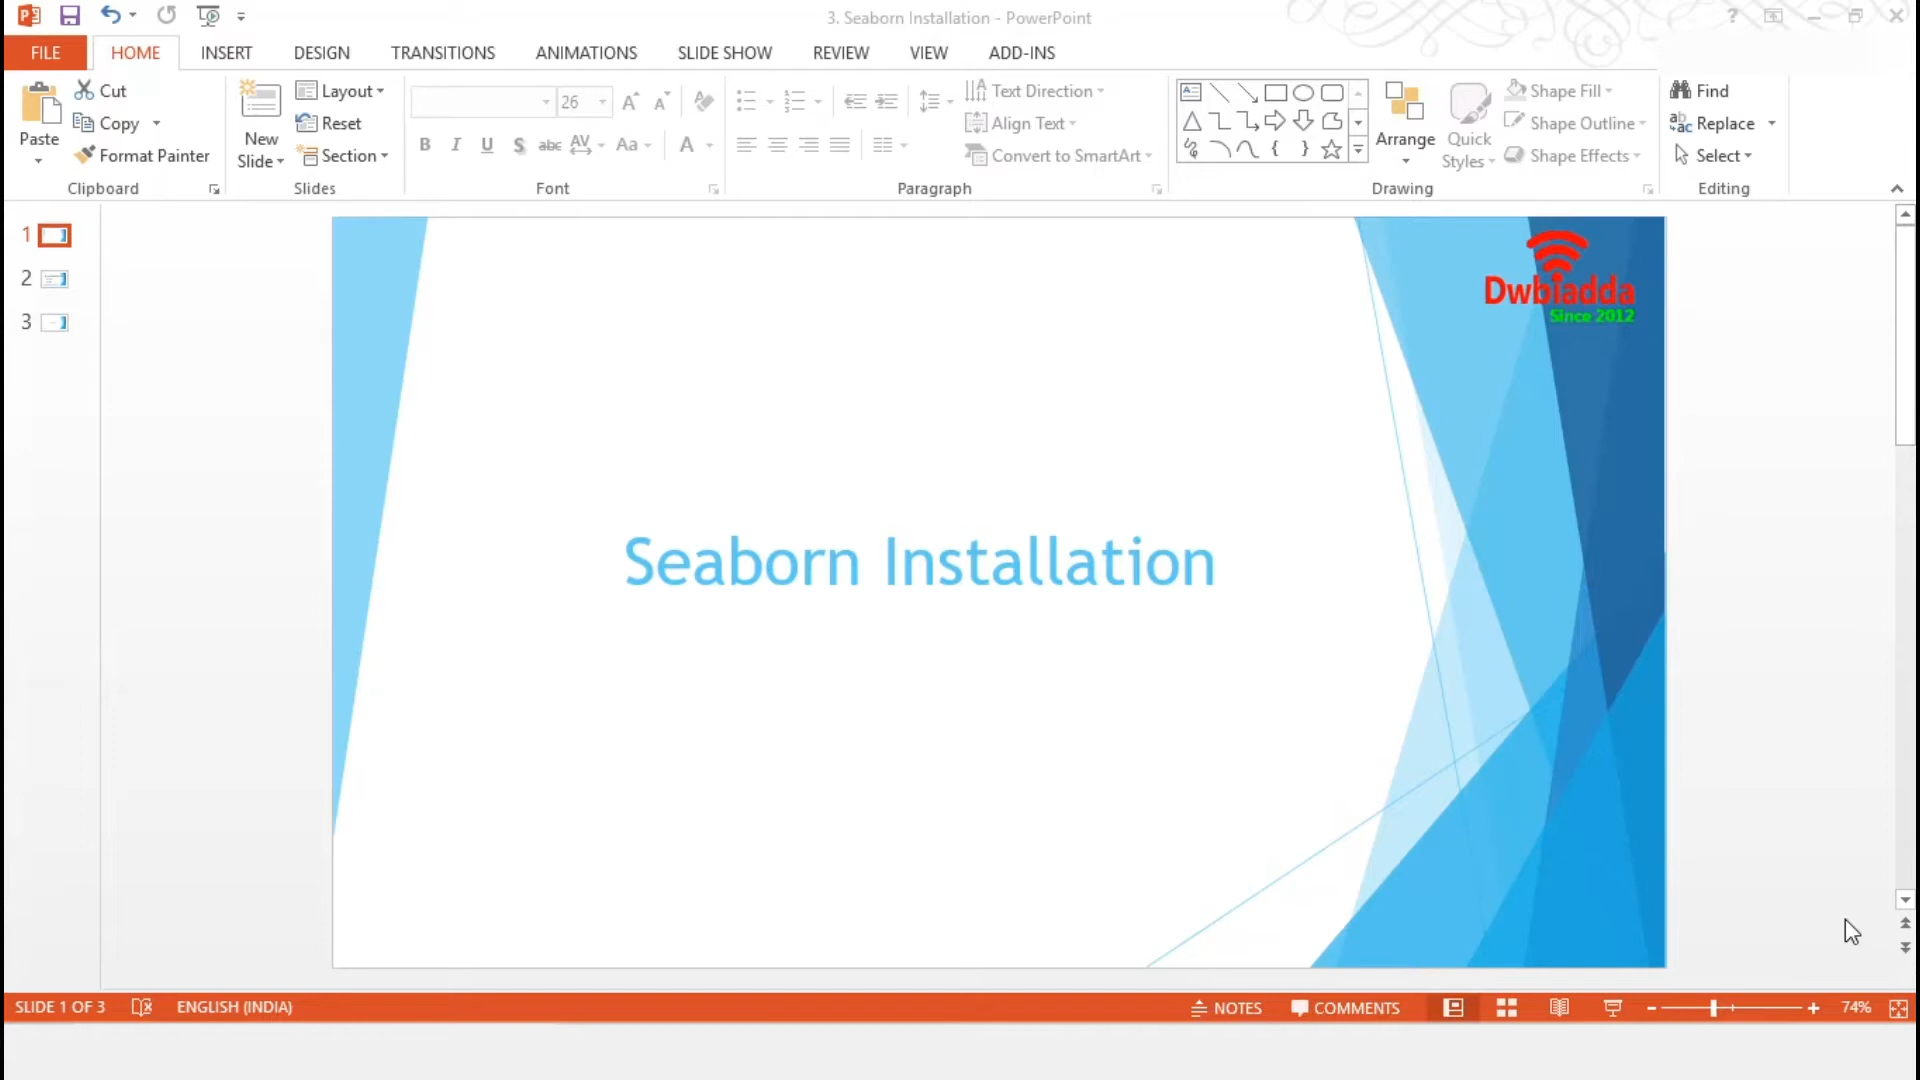 3. Seaborn Installation - PowerPoint
?
FILE
HOME
INSERT
DESIGN
TRANSITIONS
ANIMATIONS
SLIDE SHOW
REVIEW
VIEW
ADD-INS
Paste
Cut
Copy
Format Painter
Clipboard
New
Slide
Layout
Reset
Section
Slides
26
A A
B I U S abc AV Aa A
Font
Text Direction
Align Text
Convert to SmartArt
Paragraph
Arrange
Quick
Styles
Shape Fill
Shape Outline
Shape Effects
Drawing
Find
Replace
Select
Editing
1
2
3
Dwbiadda
Since 2012
Seaborn Installation
SLIDE 1 OF 3
ENGLISH (INDIA)
NOTES
COMMENTS
74%